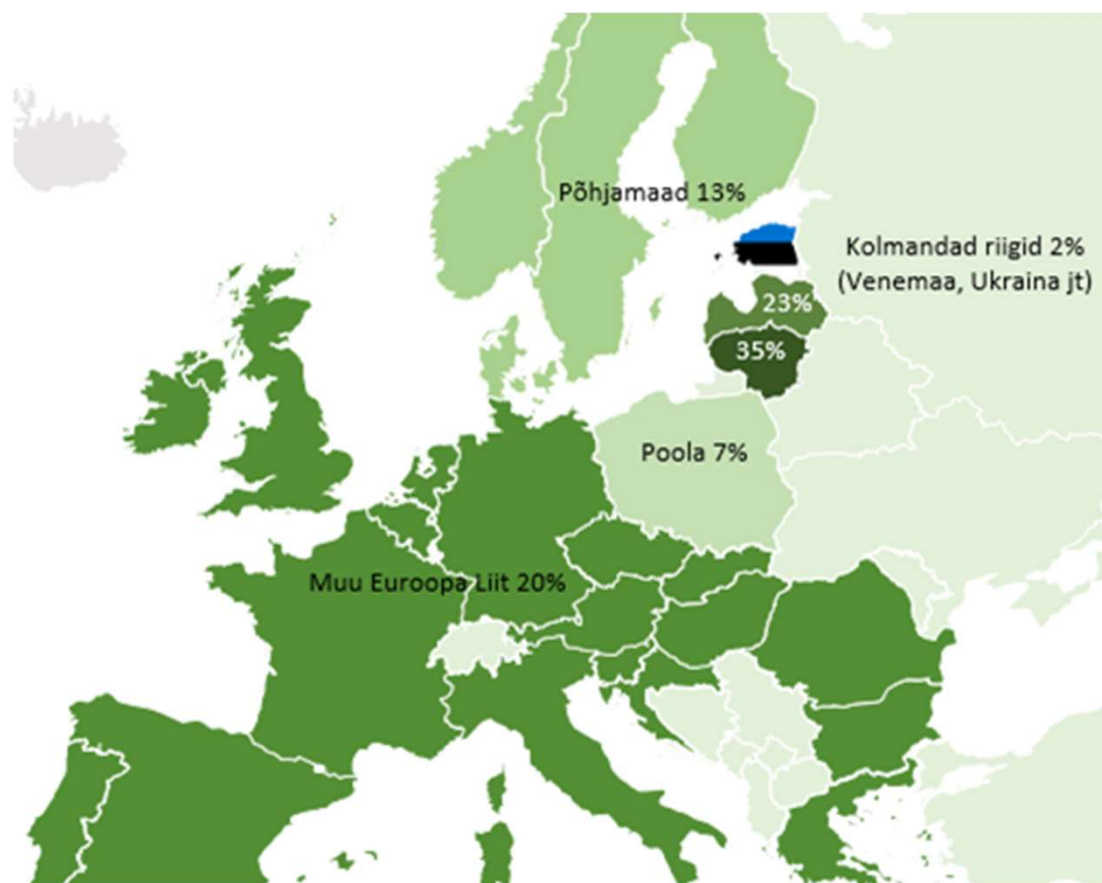 Põhjamaad 13%
Kolmandad riigid 2%
(Venemaa, Ukraina jt)
23%
35%
Poola 7%
Muu Euroopa Liit 20%